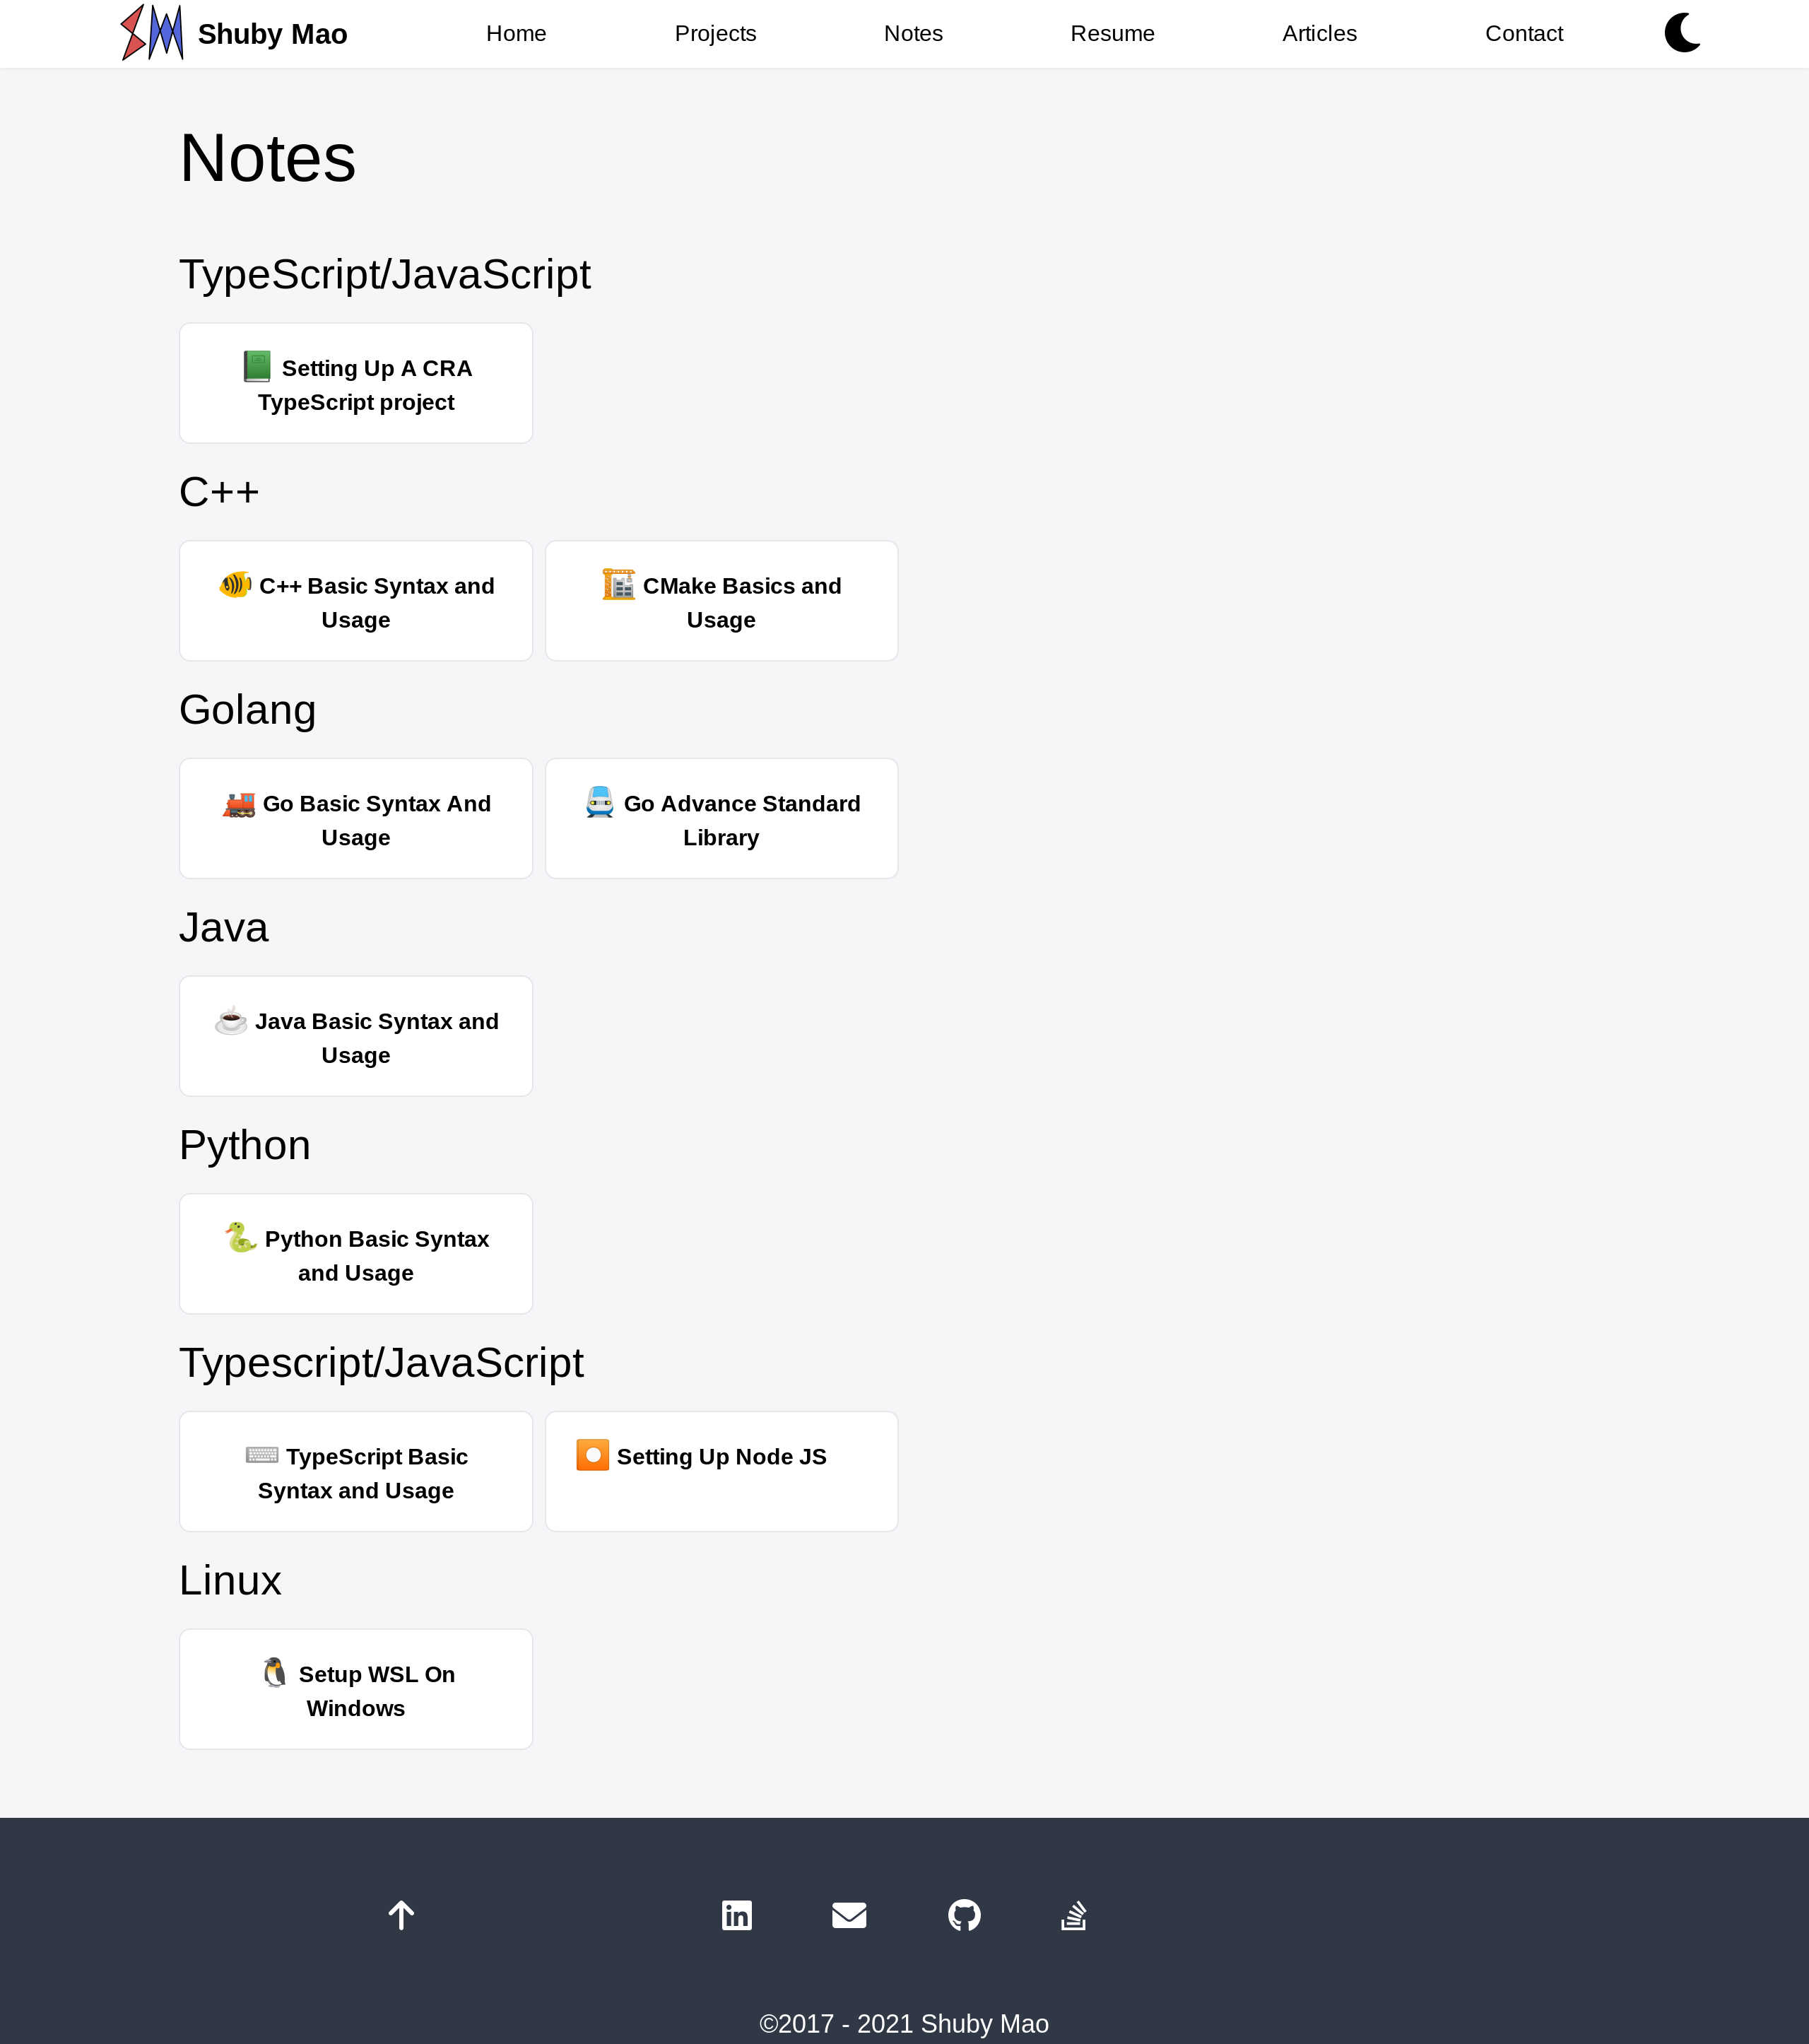 Shuby Mao Home Projects Notes Resume Articles Contact
Notes
TypeScript/JavaScript
Setting Up A CRA
TypeScript project
C++
C++ Basic Syntax and
Usage
CMake Basics and
Usage
Golang
Go Basic Syntax And
Usage
Go Advance Standard
Library
Java
Java Basic Syntax and
Usage
Python
Python Basic Syntax
and Usage
Typescript/JavaScript
TypeScript Basic
Syntax and Usage
Setting Up Node JS
Linux
Setup WSL On
Windows
©2017 - 2021 Shuby Mao